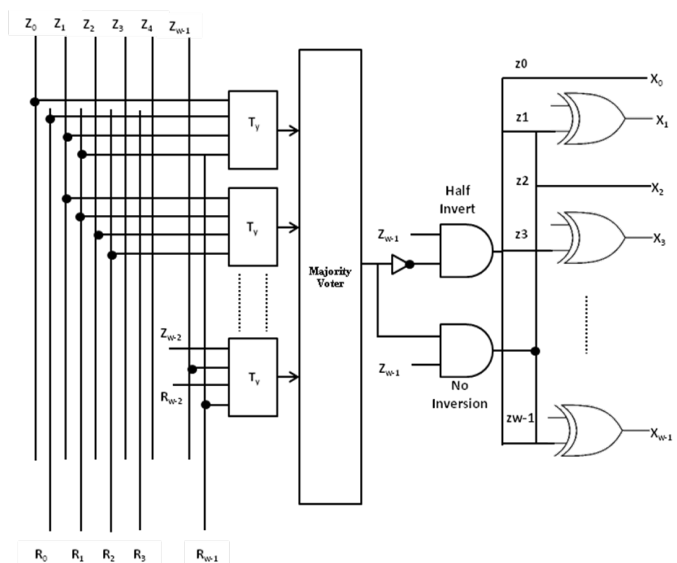 Z0 Z1 Z2 Z3 Z4 Zw-1
Ty
Ty
Zw-2
Rw-2
Ty
Majority
Voter
Half
Invert
Zw-1
Zw-1
No
Inversion
z0
z1
z2
z3
zw-1
X0
X1
X2
X3
Xw-1
R0 R1 R2 R3 Rw-1